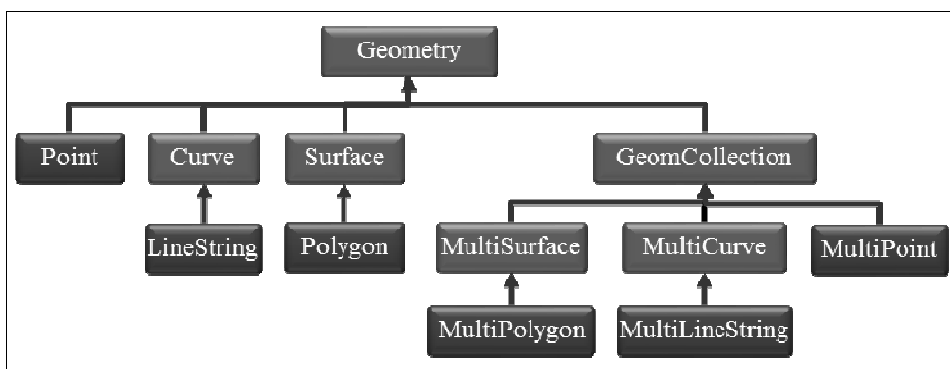 Geometry
Point
Curve
Surface
GeomCollection
LineString
Polygon
MultiSurface
MultiCurve
MultiPoint
MultiPolygon
MultiLineString